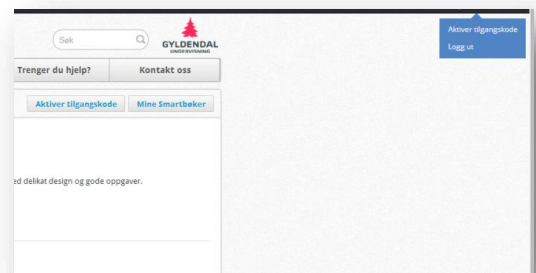 Søk
GYLDENDAL
UNDERVISNING
Aktiver tilgangskode
Logg ut
Trenger du hjelp?
Kontakt oss
Aktiver tilgangskode
Mine Smartbøker
ed delikat design og gode oppgaver.